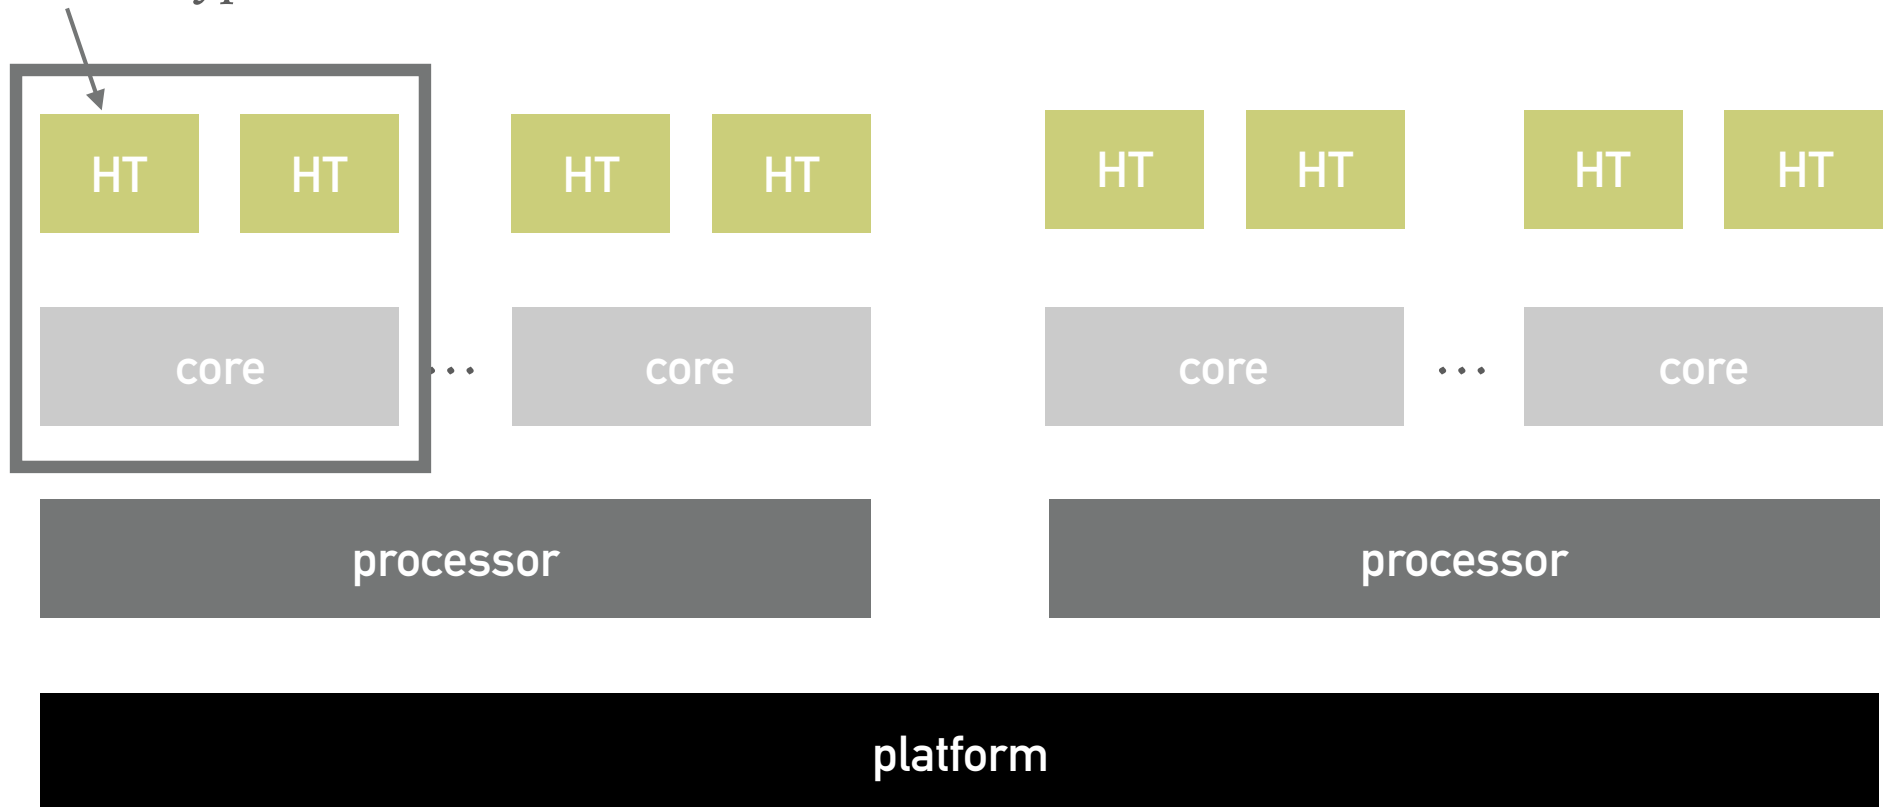 HT HT HT HT HT HT HT HT
core ... core core ... core
processor processor
platform